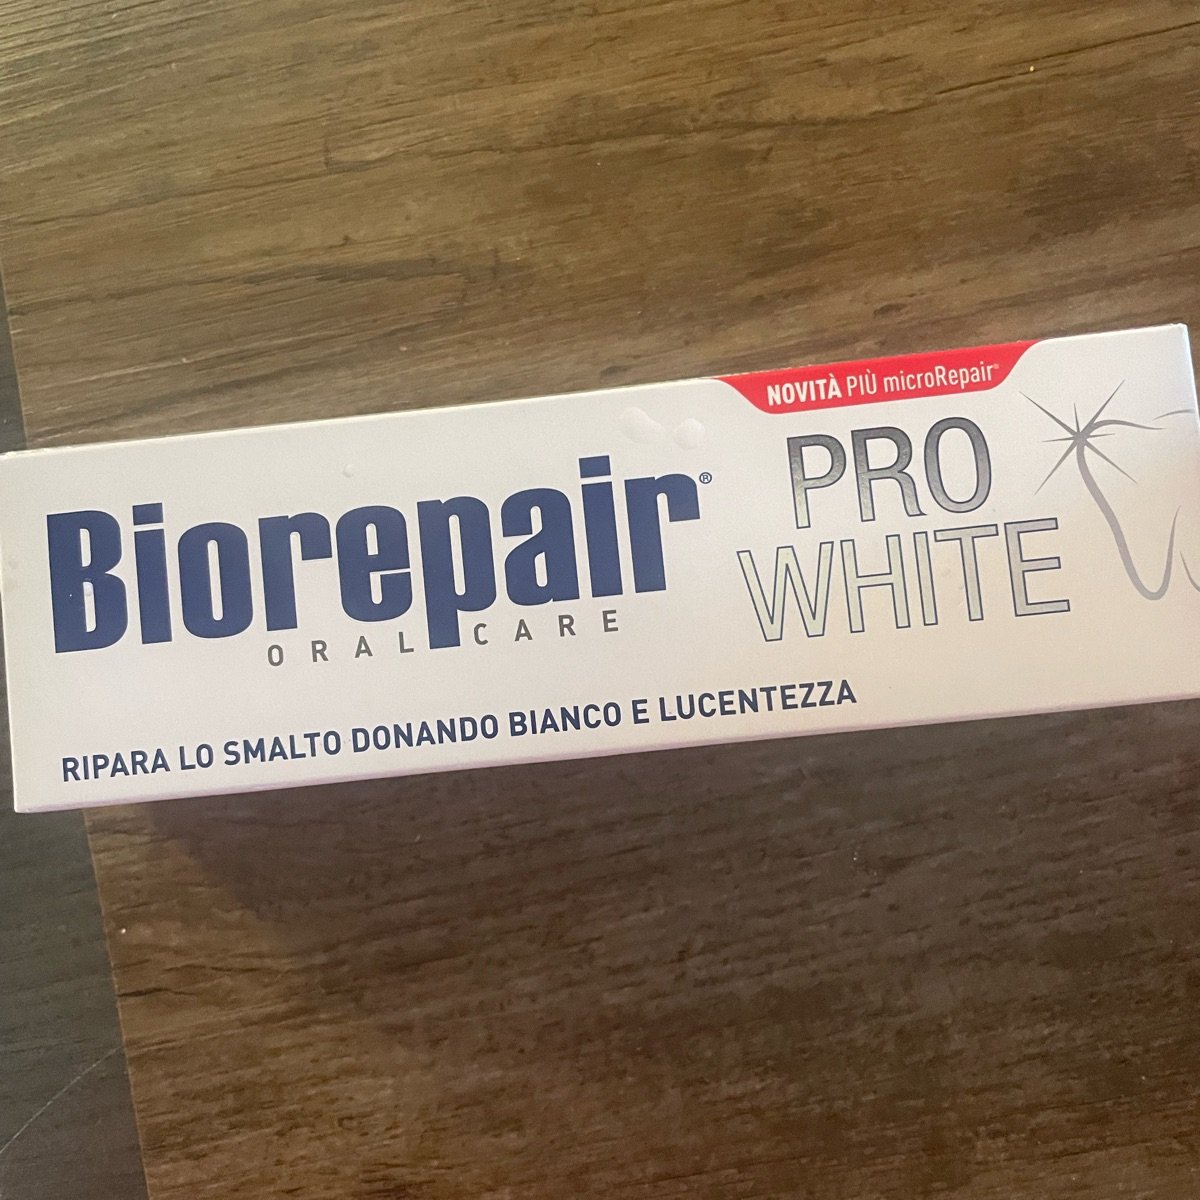 NOVITÀ PIÙ microRepair®
Biorepair®
ORAL CARE
PRO
WHITE
RIPARA LO SMALTO DONANDO BIANCO E LUCENTEZZA